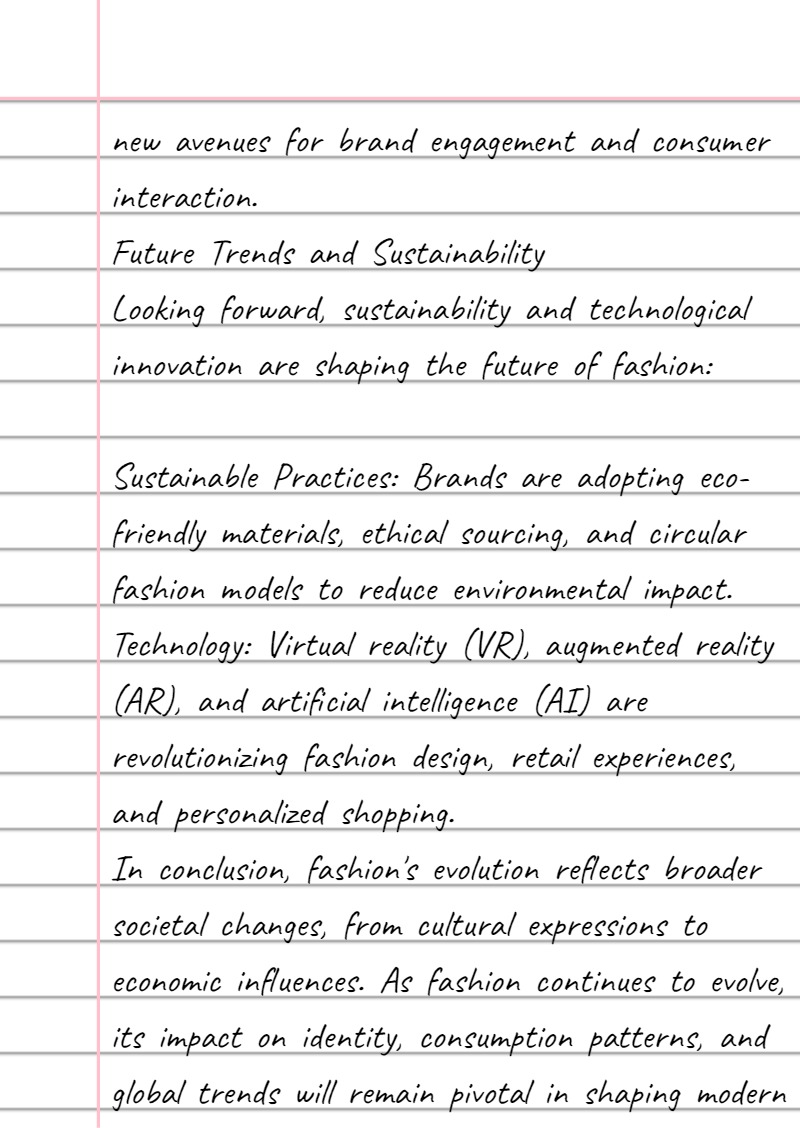 new avenues for brand engagement and consumer
interaction.
Future Trends and Sustainability
Looking forward, sustainability and technological
innovation are shaping the future of fashion:
Sustainable Practices: Brands are adopting eco-
friendly materials, ethical sourcing, and circular
fashion models to reduce environmental impact.
Technology: Virtual reality (VR), augmented reality
(AR), and artificial intelligence (AI) are
revolutionizing fashion design, retail experiences,
and personalized shopping.
In conclusion, fashion's evolution reflects broader
societal changes, from cultural expressions to
economic influences. As fashion continues to evolve,
its impact on identity, consumption patterns, and
global trends will remain pivotal in shaping modern